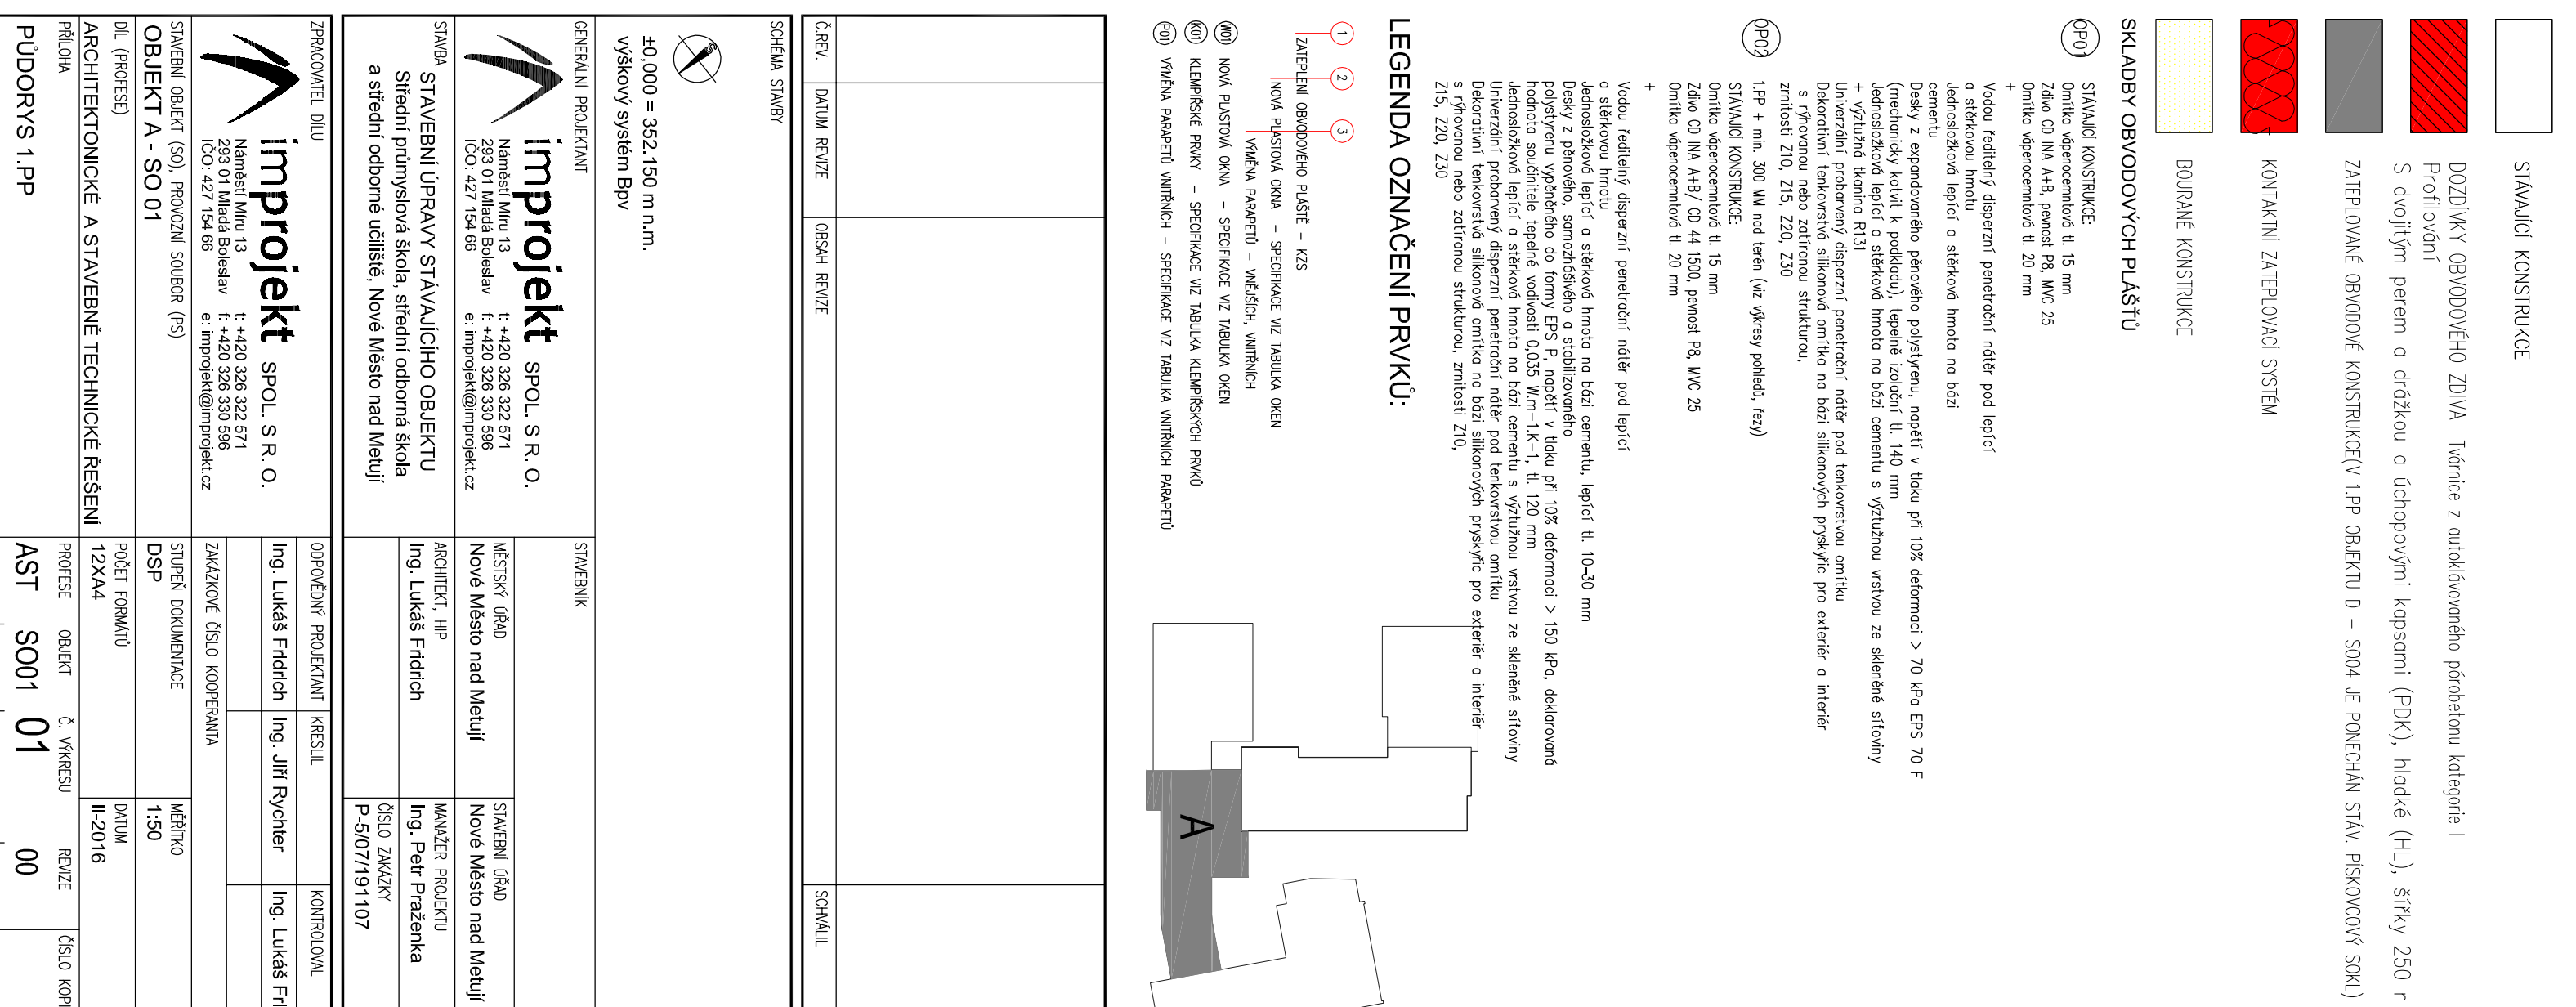 STÁVAJÍCÍ KONSTRUKCE
DOZDÍVKY OBVODOVÉHO ZDIVA Tvárnice z autoklávovaného pórobetonu kategorie I
Profilování
S dvojitým perem a drážkou a úchopovými kapsami (PDK), hladké (HL), šířky 250
ZATEPLOVANÉ OBVODOVÉ KONSTRUKCE(V 1.PP OBJEKTU D – SO04 JE PONECHÁN STÁV. PÍSKOVCOVÝ SOKL)
KONTAKTNÍ ZATEPLOVACÍ SYSTÉM
BOURANÉ KONSTRUKCE
SKLADBY OBVODOVÝCH PLÁŠTŮ
OP01
STÁVAJÍCÍ KONSTRUKCE:
Omítka vápenocemntová tl. 15 mm
Zdivo CD INA A+B, pevnost P8, MVC 25
Omítka vápenocemntová tl. 20 mm
+
Vodou ředitelný disperzní penetrační nátěr pod lepící
a stěrkovou hmotu
Jednosložková lepící a stěrková hmota na bázi
cementu
Desky z expandovaného pěnového polystyrenu, napětí v tlaku při 10% deformaci > 70 kPa EPS 70 F
(mechanicky kotvit k podkladu), tepelně izolační tl. 140 mm
Jednosložková lepící a stěrková hmota na bázi cementu s výztužnou vrstvou ze skleněné síťoviny
+ výztužná tkanina R131
Univerzální probarvený disperzní penetrační nátěr pod tenkovrstvou omítku
Dekorativní tenkovrstvá silikonová omítka na bázi silikonových pryskyřic pro exteriér a interiér
s rýhovanou nebo zatíranou strukturou,
zrnitosti Z10, Z15, Z20, Z30
OP02
1.PP + min. 300 MM nad terén (viz výkresy pohledů, řezy)
STÁVAJÍCÍ KONSTRUKCE:
Omítka vápenocemntová tl. 15 mm
Zdivo CD INA A+B/ CD 44 1500, pevnost P8, MVC 25
Omítka vápenocemntová tl. 20 mm
+
Vodou ředitelný disperzní penetrační nátěr pod lepící
a stěrkovou hmotu
Jednosložková lepící a stěrková hmota na bázi cementu, lepící tl. 10–30 mm
Desky z pěnového, samozhášivého a stabilizovaného
polystyrenu vypěněného do formy EPS P, napětí v tlaku při 10% deformaci > 150 kPa, deklarovaná
hodnota součinitele tepelné vodivosti 0,035 W.m–1.K–1, tl. 120 mm
Jednosložková lepící a stěrková hmota na bázi cementu s výztužnou vrstvou ze skleněné síťoviny
Univerzální probarvený disperzní penetrační nátěr pod tenkovrstvou omítku
Dekorativní tenkovrstvá silikonová omítka na bázi silikonových pryskyřic pro exteriér a interiér
s rýhovanou nebo zatíranou strukturou, zrnitosti Z10,
Z15, Z20, Z30
LEGENDA OZNAČENÍ PRVKŮ:
1 2 3
ZATEPLENÍ OBVODOVÉHO PLÁŠTĚ – KZS
NOVÁ PLASTOVÁ OKNA – SPECIFIKACE VIZ TABULKA OKEN
VÝMĚNA PARAPETŮ – VNĚJŠÍCH, VNITŘNÍCH
W01 NOVÁ PLASTOVÁ OKNA – SPECIFIKACE VIZ TABULKA OKEN
K01 KLEMPÍŘSKÉ PRVKY – SPECIFIKACE VIZ TABULKA KLEMPÍŘSKÝCH PRVKŮ
P01 VÝMĚNA PARAPETŮ VNITŘNÍCH – SPECIFIKACE VIZ TABULKA VNITŘNÍCH PARAPETŮ
A
Č.REV. DATUM REVIZE OBSAH REVIZE SCHVÁLIL
SCHÉMA STAVBY
S
±0,000 = 352.150 m n.m.
výškový systém Bpv
GENERÁLNÍ PROJEKTANT
improjekt SPOL. S R. O.
Náměstí Míru 13 t: +420 326 322 571
293 01 Mladá Boleslav f: +420 326 330 596
IČO: 427 154 66 e: improjekt@improjekt.cz
STAVEBNÍK
MĚSTSKÝ ÚŘAD
Nové Město nad Metují
STAVEBNÍ ÚŘAD
Nové Město nad Metují
STAVBA
STAVEBNÍ ÚPRAVY STÁVAJÍCÍHO OBJEKTU
Střední průmyslová škola, střední odborná škola
a střední odborné učiliště, Nové Město nad Metují
ARCHITEKT, HIP
Ing. Lukáš Fridrich
MANAŽER PROJEKTU
Ing. Petr Praženka
ČÍSLO ZAKÁZKY
P-5/07/191107
ZPRACOVATEL DÍLU
improjekt SPOL. S R. O.
Náměstí Míru 13 t: +420 326 322 571
293 01 Mladá Boleslav f: +420 326 330 596
IČO: 427 154 66 e: improjekt@improjekt.cz
ODPOVĚDNÝ PROJEKTANT KRESLIL KONTROLOVAL
Ing. Lukáš Fridrich Ing. Jiří Rychter Ing. Lukáš Fri
ZAKÁZKOVÉ ČÍSLO KOOPERANTA
STAVEBNÍ OBJEKT (SO), PROVOZNÍ SOUBOR (PS)
OBJEKT A - SO 01
STUPEŇ DOKUMENTACE
DSP
MĚŘÍTKO
1:50
DÍL (PROFESE)
ARCHITEKTONICKÉ A STAVEBNĚ TECHNICKÉ ŘEŠENÍ
POČET FORMÁTŮ
12XA4
DATUM
II-2016
PŘÍLOHA
PŮDORYS 1.PP
PROFESE OBJEKT Č. VÝKRESU REVIZE ČÍSLO KOPI
AST SO01 01 00